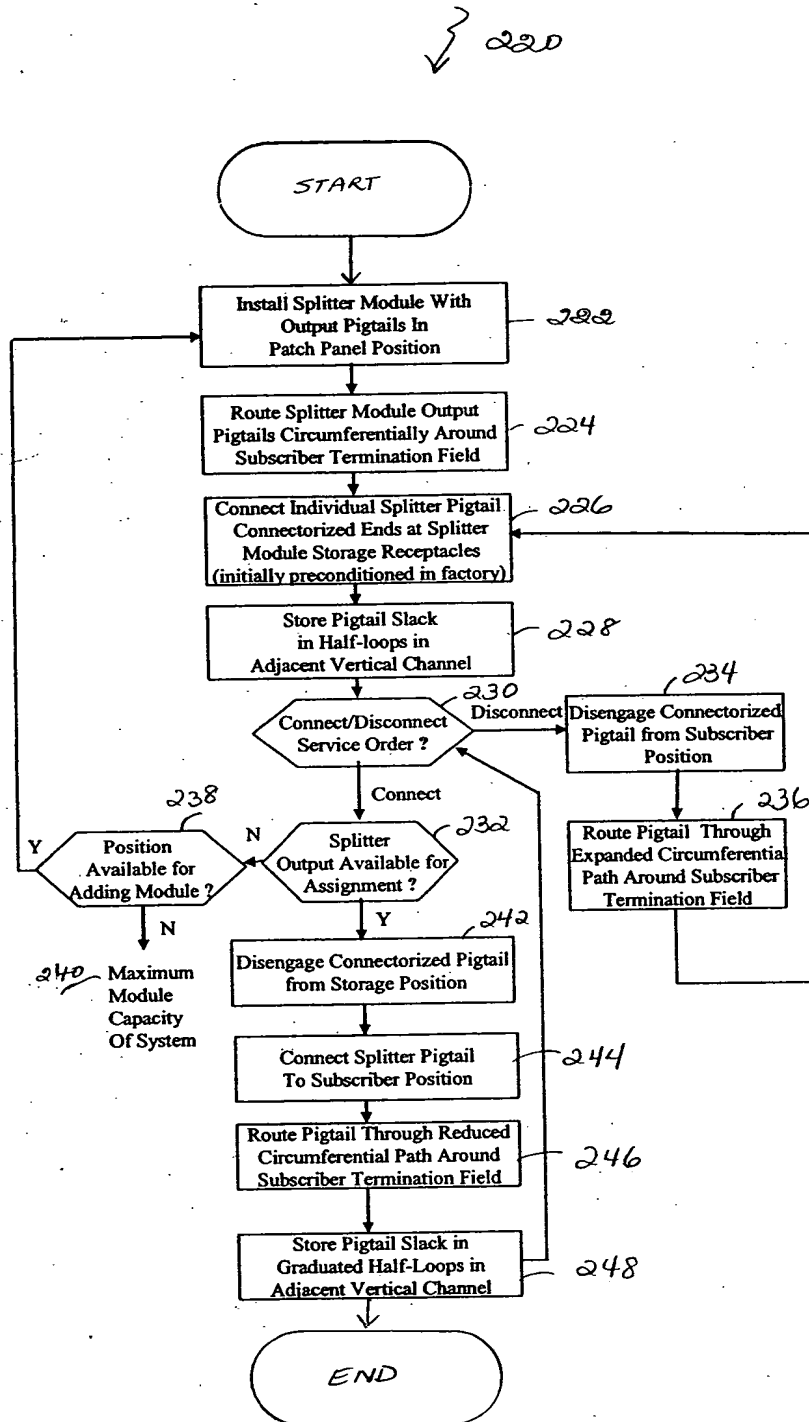 220
START
Install Splitter Module With
Output Pigtails In
Patch Panel Position
222
Route Splitter Module Output
Pigtails Circumferentially Around
Subscriber Termination Field
224
Connect Individual Splitter Pigtail
Connectorized Ends at Splitter
Module Storage Receptacles
(initially preconditioned in factory)
226
Store Pigtail Slack
in Half-loops in
Adjacent Vertical Channel
228
Connect/Disconnect
Service Order ?
230
Disconnect
Disengage Connectorized
Pigtail from Subscriber
Position
234
Connect
Route Pigtail Through
Expanded Circumferentia
Path Around Subscriber
Termination Field
236
Splitter
Output Available for
Assignment ?
232
N
Position
Available for
Adding Module ?
238
Y
N
240
Maximum
Module
Capacity
Of System
Y
Disengage Connectorized Pigtail
from Storage Position
242
Connect Splitter Pigtail
To Subscriber Position
244
Route Pigtail Through Reduced
Circumferential Path Around
Subscriber Termination Field
246
Store Pigtail Slack in
Graduated Half-Loops in
Adjacent Vertical Channel
248
END